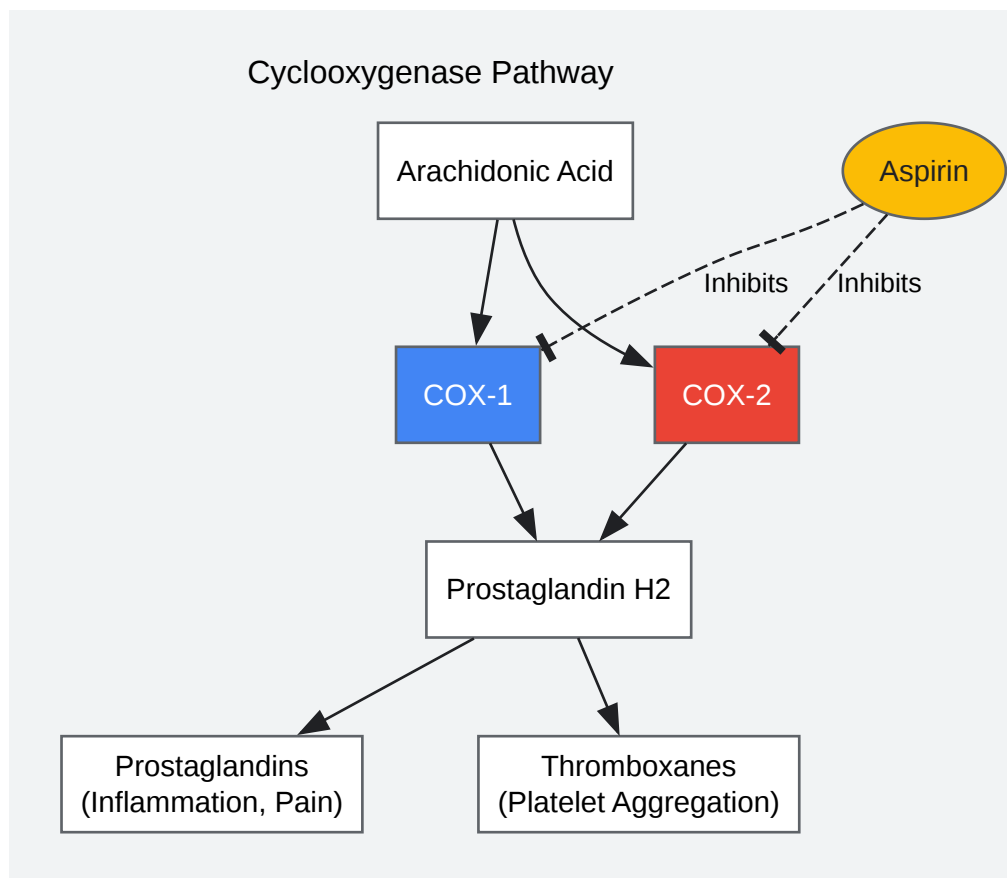 Cyclooxygenase Pathway
Arachidonic Acid
Aspirin
Inhibits
Inhibits
COX-1
COX-2
Prostaglandin H2
Prostaglandins
(Inflammation, Pain)
Thromboxanes
(Platelet Aggregation)